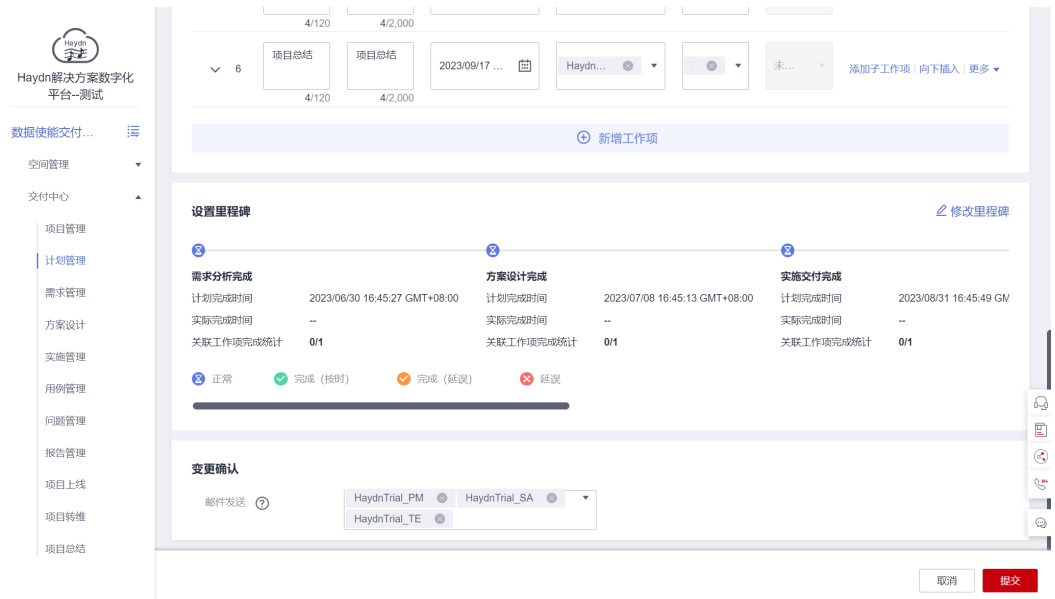 4/120 4/2,000
Haydn
Haydn解决方案数字化
平台--测试
6 项目总结 项目总结 2023/09/17 ... Haydn... 未... 添加子工作项 向下插入 更多
4/120 4/2,000
数据使能交付...
新增工作项
空间管理
交付中心
项目管理
计划管理
需求管理
方案设计
实施管理
用例管理
问题管理
报告管理
项目上线
项目转维
项目总结
设置里程碑 修改里程碑
需求分析完成 方案设计完成 实施交付完成
计划完成时间 2023/06/30 16:45:27 GMT+08:00 计划完成时间 2023/07/08 16:45:13 GMT+08:00 计划完成时间 2023/08/31 16:45:49 GM
实际完成时间 -- 实际完成时间 -- 实际完成时间 --
关联工作项完成统计 0/1 关联工作项完成统计 0/1 关联工作项完成统计 0/1
正常 完成 (按时) 完成 (延误) 延误
变更确认
邮件发送 ? HaydnTrial_PM HaydnTrial_SA
HaydnTrial_TE
取消 提交